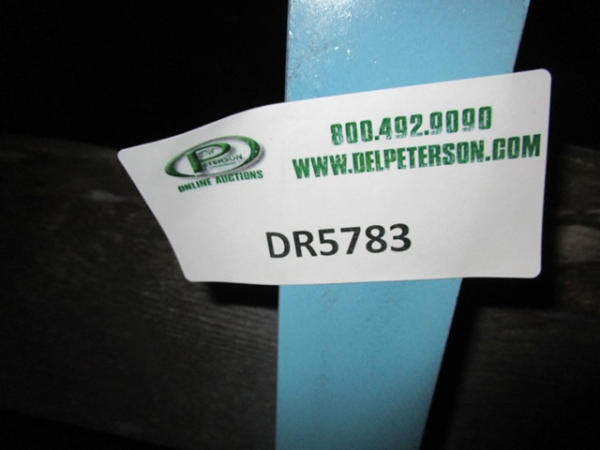 800.492.9090
WWW.DELPETERSON.COM
PETERSON
ONLINE AUCTIONS
DR5783